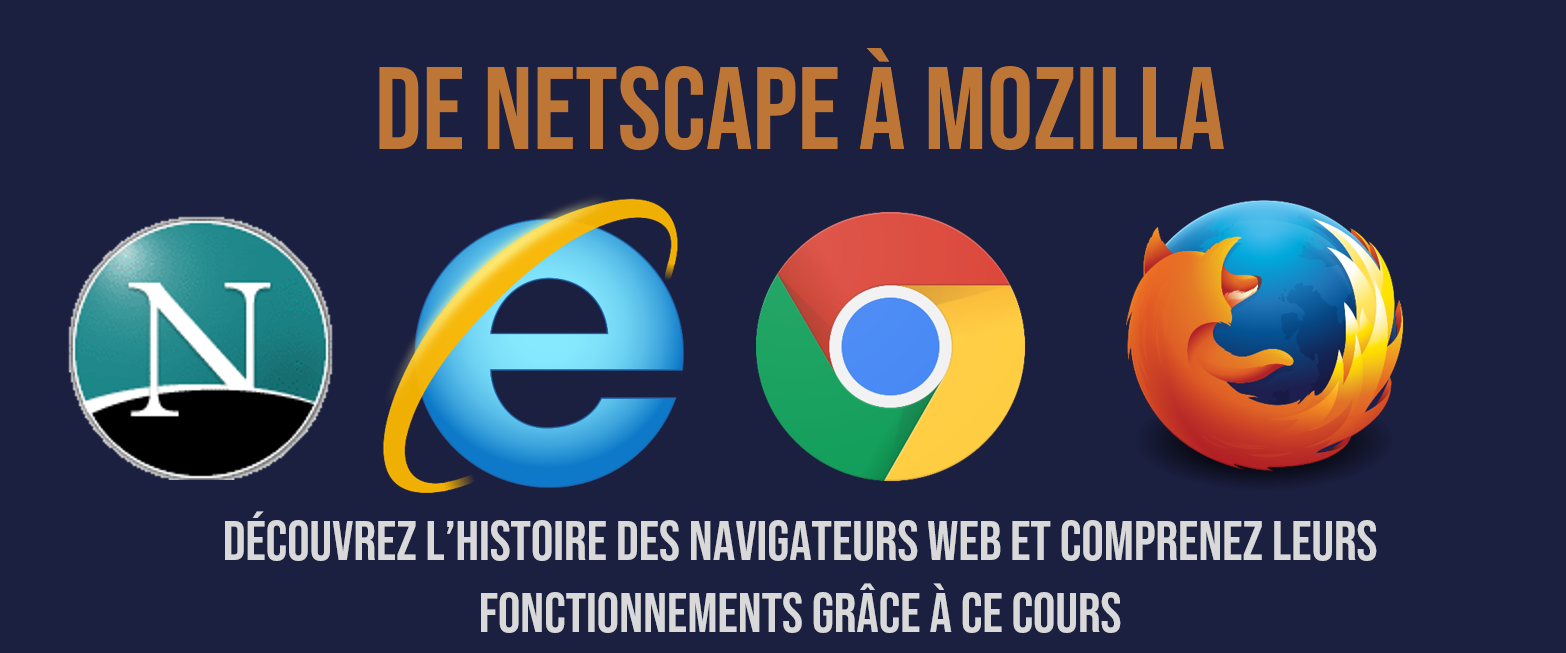 DE NETSCAPE À MOZILLA
N
e
DÉCOUVREZ L’HISTOIRE DES NAVIGATEURS WEB ET COMPRENEZ LEURS
FONCTIONNEMENTS GRÂCE À CE COURS